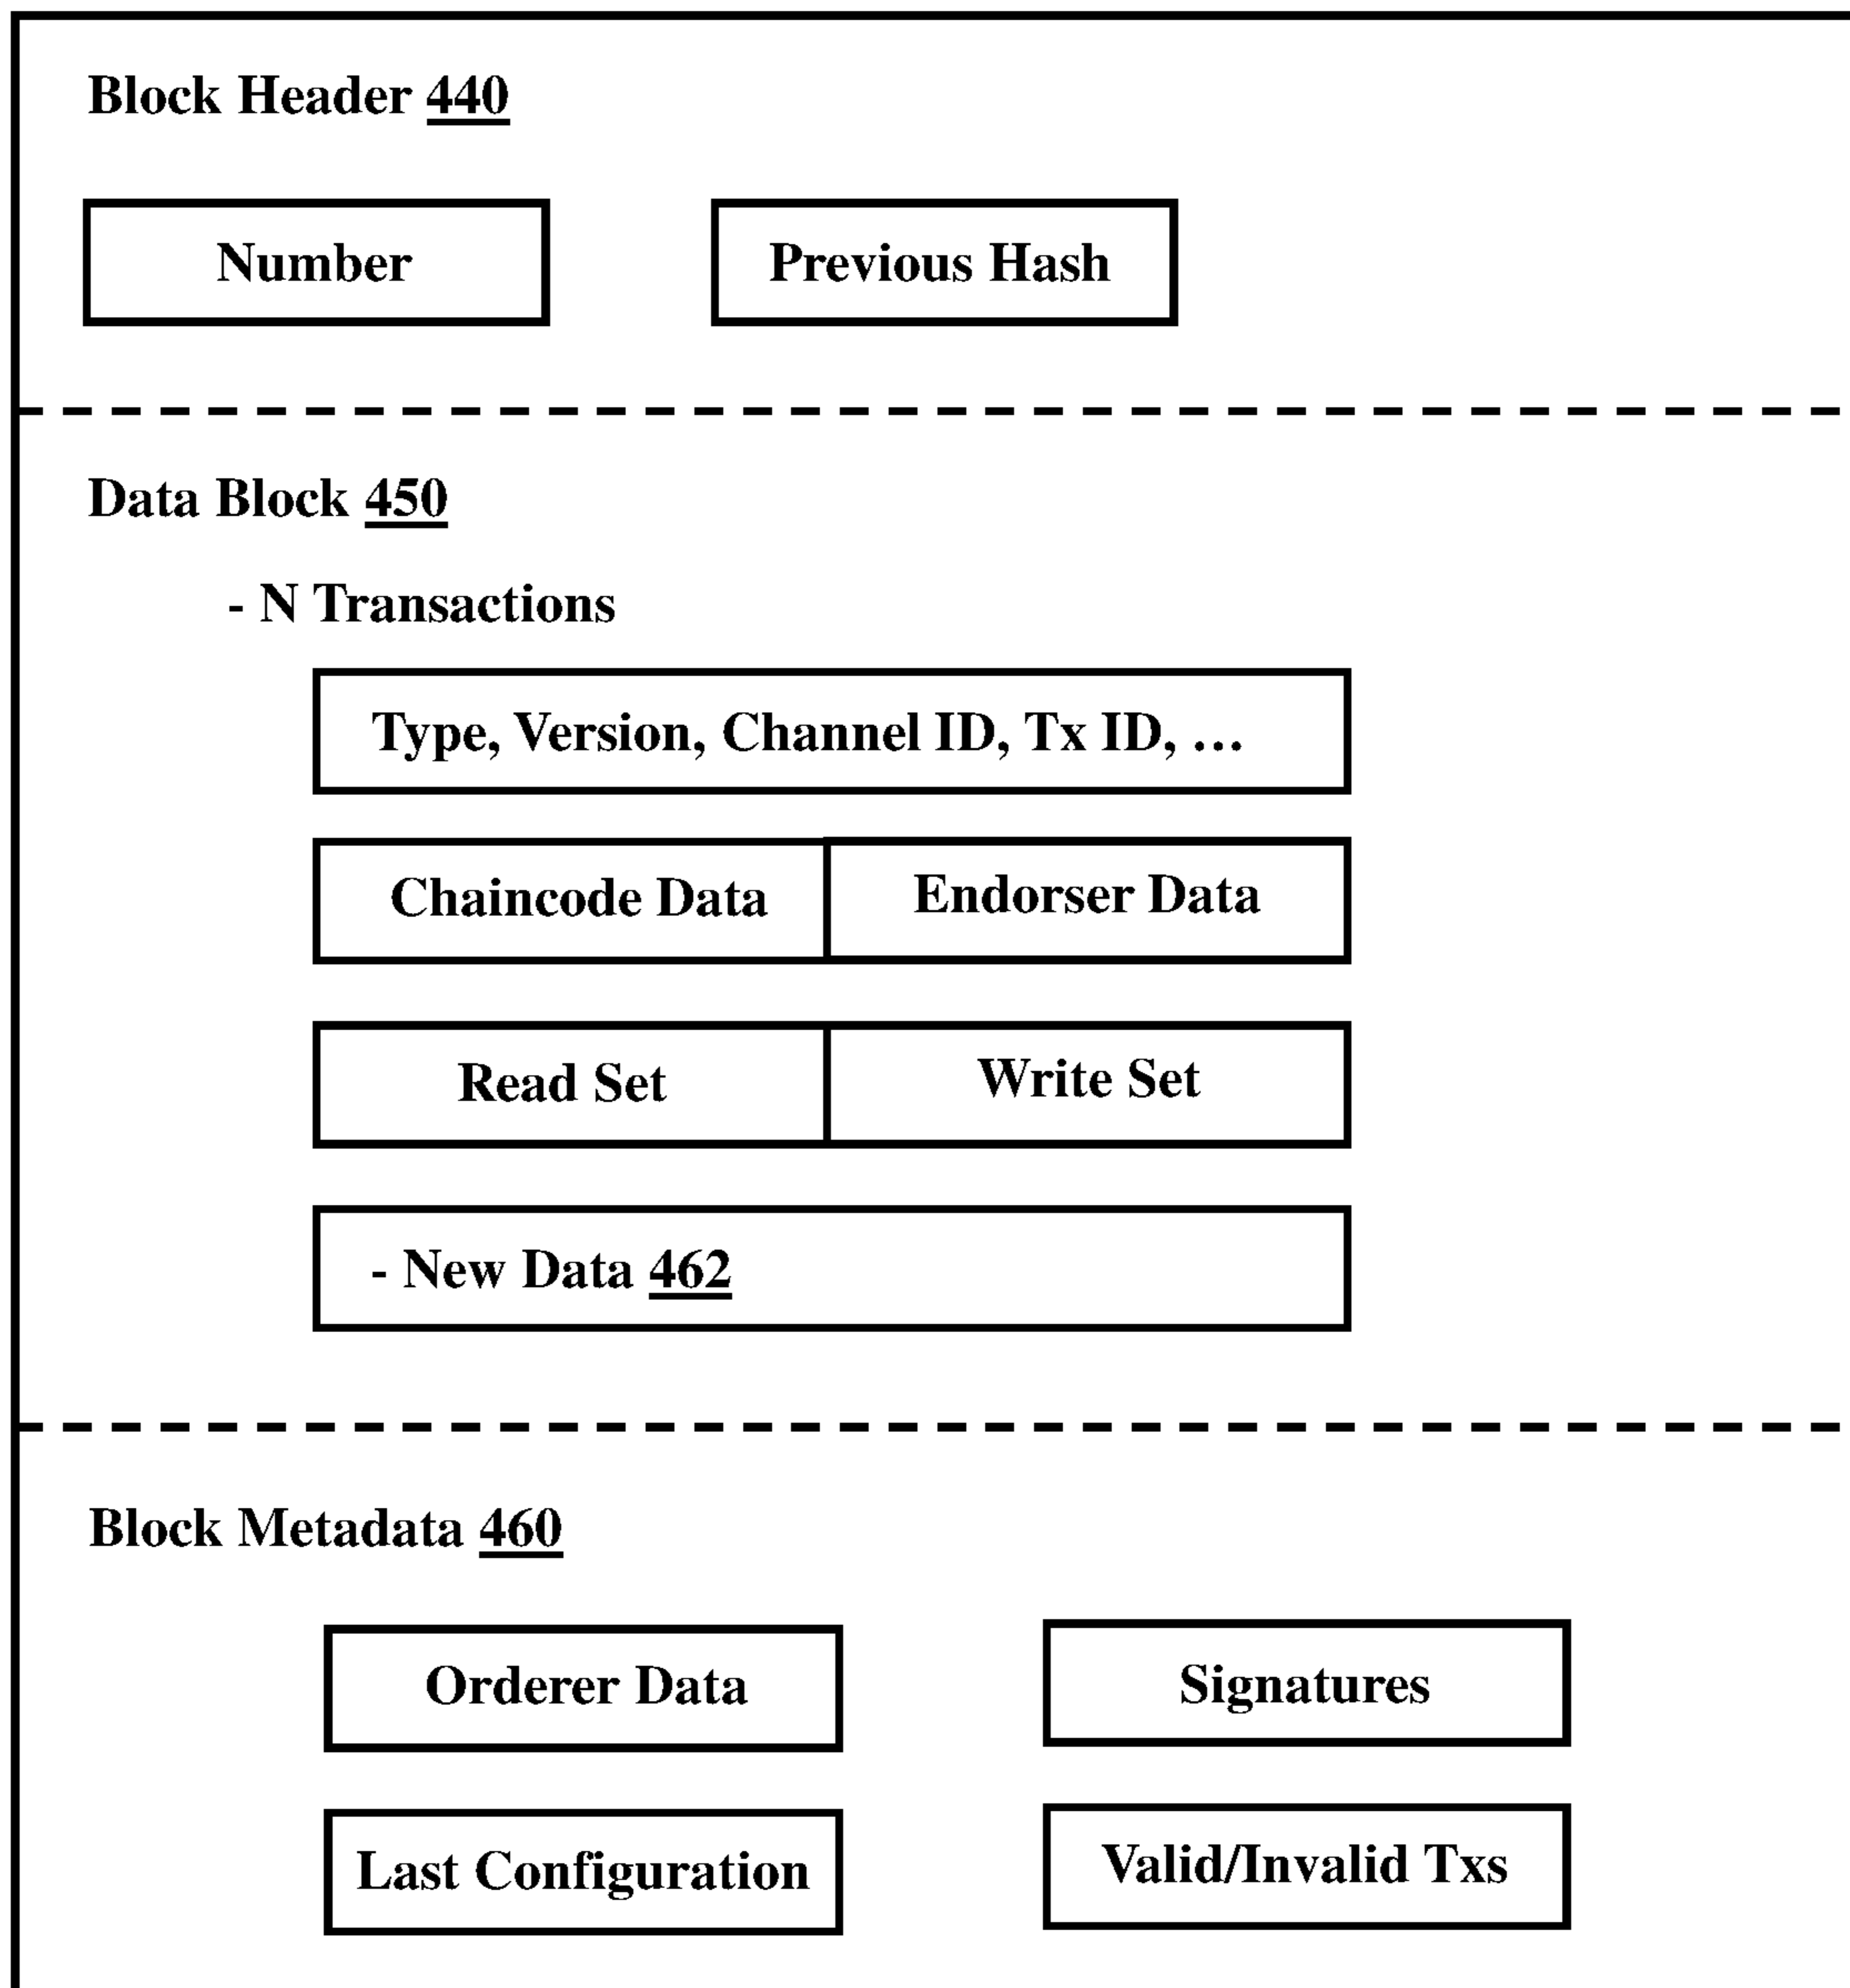 Block Header 440
Number
Previous Hash
Data Block 450
- N Transactions
Type, Version, Channel ID, Tx ID, …
Chaincode Data
Endorser Data
Read Set
Write Set
- New Data 462
Block Metadata 460
Orderer Data
Signatures
Last Configuration
Valid/Invalid Txs